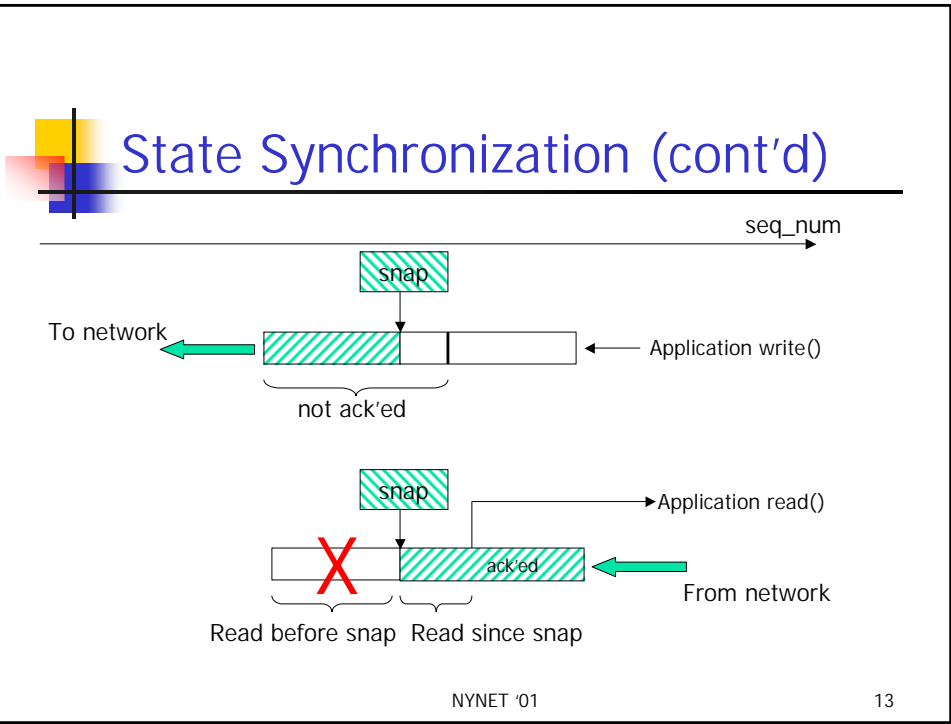 State Synchronization (cont'd)
seq_num
snap
To network
Application write()
not ack'ed
snap
Application read()
X
ack'ed
From network
Read before snap Read since snap
NYNET '01 13